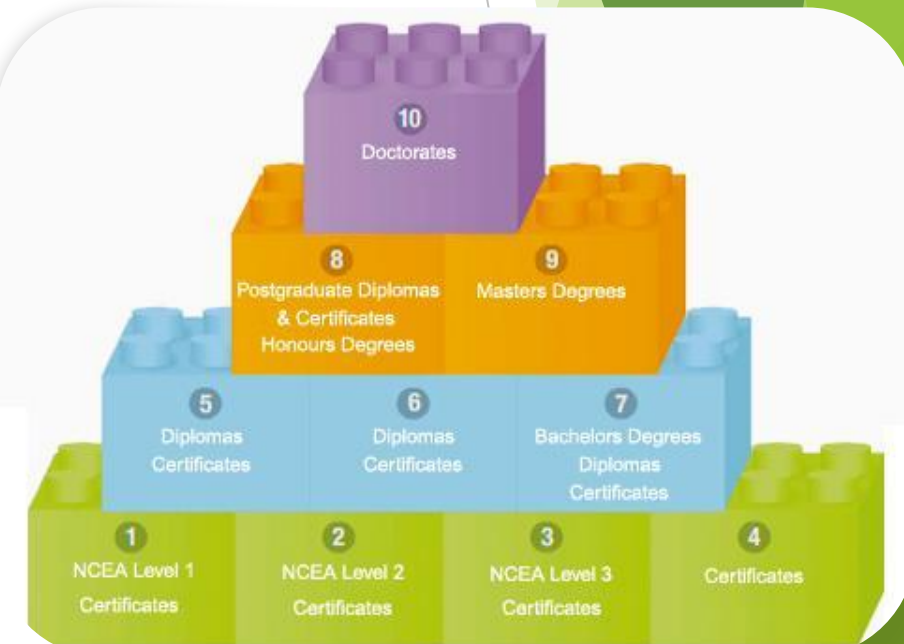 10
Doctorates
8
Postgraduate Diplomas
& Certificates
Honours Degrees
9
Masters Degrees
5
Diplomas
Certificates
6
Diplomas
Certificates
7
Bachelors Degrees
Diplomas
Certificates
1
NCEA Level 1
Certificates
2
NCEA Level 2
Certificates
3
NCEA Level 3
Certificates
4
Certificates